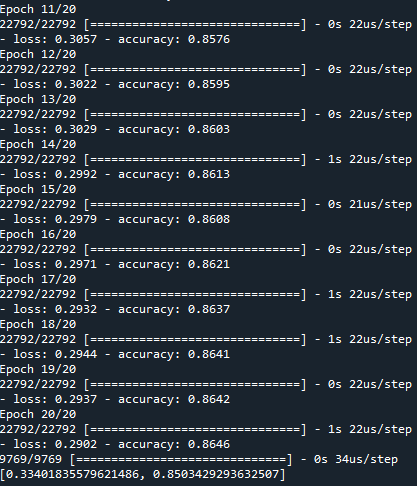 Epoch 11/20
22792/22792 [==============================] - 0s 22us/step
- loss: 0.3057 - accuracy: 0.8576
Epoch 12/20
22792/22792 [==============================] - 0s 22us/step
- loss: 0.3022 - accuracy: 0.8595
Epoch 13/20
22792/22792 [==============================] - 0s 22us/step
- loss: 0.3029 - accuracy: 0.8603
Epoch 14/20
22792/22792 [==============================] - 1s 22us/step
- loss: 0.2992 - accuracy: 0.8613
Epoch 15/20
22792/22792 [==============================] - 0s 21us/step
- loss: 0.2979 - accuracy: 0.8608
Epoch 16/20
22792/22792 [==============================] - 0s 22us/step
- loss: 0.2971 - accuracy: 0.8621
Epoch 17/20
22792/22792 [==============================] - 1s 22us/step
- loss: 0.2932 - accuracy: 0.8637
Epoch 18/20
22792/22792 [==============================] - 1s 22us/step
- loss: 0.2944 - accuracy: 0.8641
Epoch 19/20
22792/22792 [==============================] - 0s 22us/step
- loss: 0.2937 - accuracy: 0.8642
Epoch 20/20
22792/22792 [==============================] - 1s 22us/step
- loss: 0.2902 - accuracy: 0.8646
9769/9769 [==============================] - 0s 34us/step
[0.33401835579621486, 0.8503429293632507]